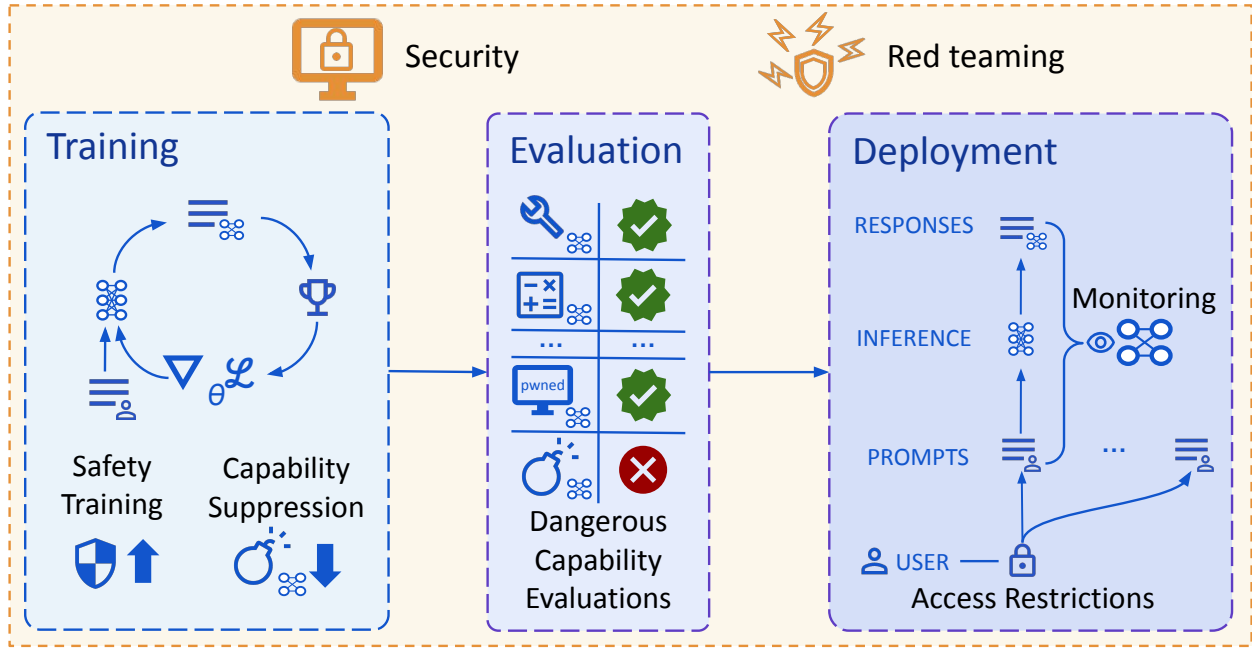 Security
Red teaming
Training
θ ℒ
Safety
Training
Capability
Suppression
Evaluation
...
...
pwned
Dangerous
Capability
Evaluations
Deployment
RESPONSES
Monitoring
INFERENCE
PROMPTS
...
USER
Access Restrictions